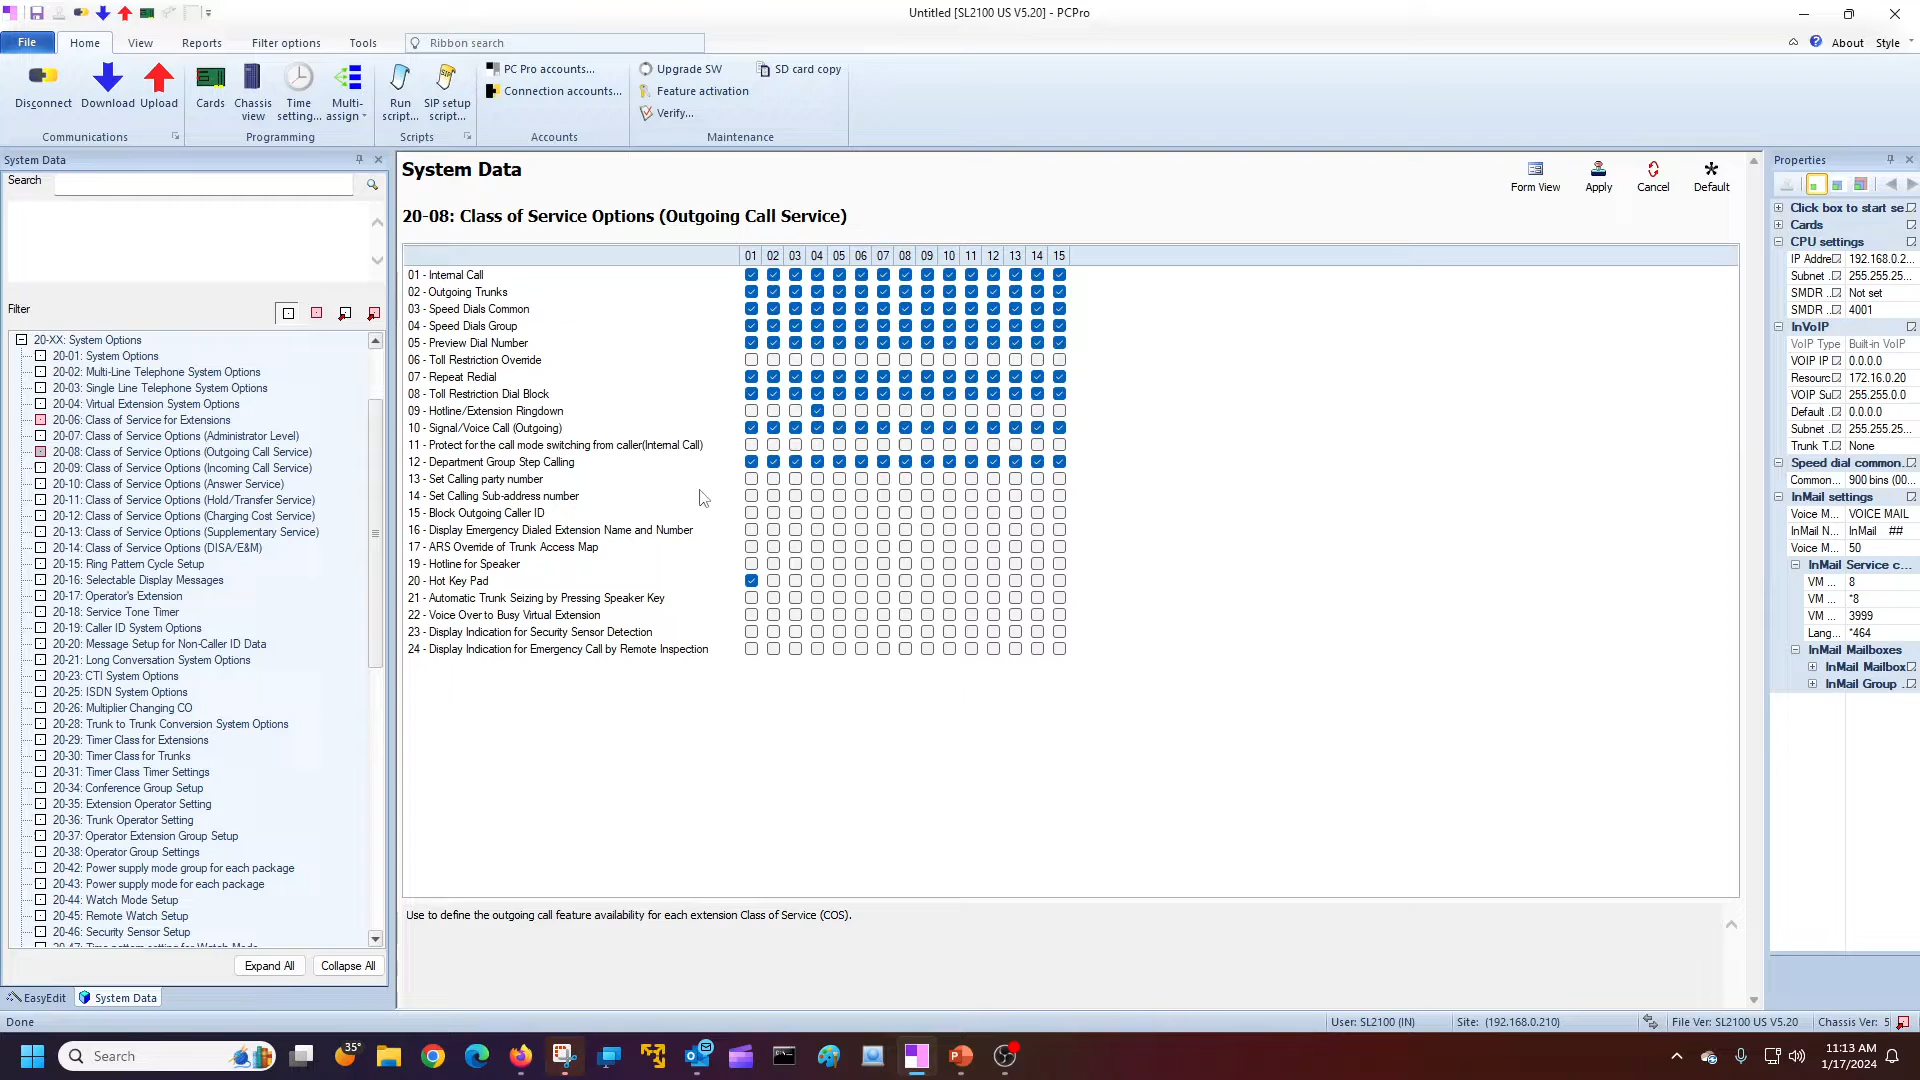 Untitled [SL2100 US V5.20] - PCPro
File Home View Reports Filter options Tools Ribbon search About Style
Disconnect Download Upload
Communications
Cards Chassis view Time setting... Multi-assign
Programming
Run script... SIP setup script...
Scripts
PC Pro accounts...
Connection accounts...
Accounts
Upgrade SW SD card copy
Feature activation
Verify...
Maintenance
System Data
Search
Filter
20-XX: System Options
20-01: System Options
20-02: Multi-Line Telephone System Options
20-03: Single Line Telephone System Options
20-04: Virtual Extension System Options
20-06: Class of Service for Extensions
20-07: Class of Service Options (Administrator Level)
20-08: Class of Service Options (Outgoing Call Service)
20-09: Class of Service Options (Incoming Call Service)
20-10: Class of Service Options (Answer Service)
20-11: Class of Service Options (Hold/Transfer Service)
20-12: Class of Service Options (Charging Cost Service)
20-13: Class of Service Options (Supplementary Service)
20-14: Class of Service Options (DISA/E&M)
20-15: Ring Pattern Cycle Setup
20-16: Selectable Display Messages
20-17: Operator's Extension
20-18: Service Tone Timer
20-19: Caller ID System Options
20-20: Message Setup for Non-Caller ID Data
20-21: Long Conversation System Options
20-23: CTI System Options
20-25: ISDN System Options
20-26: Multiplier Changing CO
20-28: Trunk to Trunk Conversion System Options
20-29: Timer Class for Extensions
20-30: Timer Class for Trunks
20-31: Timer Class Timer Settings
20-34: Conference Group Setup
20-35: Extension Operator Setting
20-36: Trunk Operator Setting
20-37: Operator Extension Group Setup
20-38: Operator Group Settings
20-42: Power supply mode group for each package
20-43: Power supply mode for each package
20-44: Watch Mode Setup
20-45: Remote Watch Setup
20-46: Security Sensor Setup
Expand All Collapse All
EasyEdit System Data
System Data
Form View Apply Cancel Default
20-08: Class of Service Options (Outgoing Call Service)
01 02 03 04 05 06 07 08 09 10 11 12 13 14 15
01 - Internal Call
02 - Outgoing Trunks
03 - Speed Dials Common
04 - Speed Dials Group
05 - Preview Dial Number
06 - Toll Restriction Override
07 - Repeat Redial
08 - Toll Restriction Dial Block
09 - Hotline/Extension Ringdown
10 - Signal/Voice Call (Outgoing)
11 - Protect for the call mode switching from caller(Internal Call)
12 - Department Group Step Calling
13 - Set Calling party number
14 - Set Calling Sub-address number
15 - Block Outgoing Caller ID
16 - Display Emergency Dialed Extension Name and Number
17 - ARS Override of Trunk Access Map
19 - Hotline for Speaker
20 - Hot Key Pad
21 - Automatic Trunk Seizing by Pressing Speaker Key
22 - Voice Over to Busy Virtual Extension
23 - Display Indication for Security Sensor Detection
24 - Display Indication for Emergency Call by Remote Inspection
Use to define the outgoing call feature availability for each extension Class of Service (COS).
Properties
Click box to start se...
Cards
CPU settings
IP Addre... 192.168.0.2...
Subnet ... 255.255.25...
SMDR ... Not set
SMDR ... 4001
InVoIP
VoIP Type Built-in VoIP
VOIP IP 0.0.0.0
Resourc... 172.16.0.20
VOIP Su... 255.255.0.0
Default 0.0.0.0
Subnet ... 255.255.25...
Trunk T... None
Speed dial common...
Common... 900 bins (00...
InMail settings
Voice M... VOICE MAIL
InMail N... InMail ##
Voice M... 50
InMail Service c...
VM ... 8
VM ... *8
VM ... 3999
Lang... *464
InMail Mailboxes
InMail Mailbox
InMail Group ...
Done User: SL2100 (IN) Site: (192.168.0.210) File Ver: SL2100 US V5.20 Chassis Ver: 5
Search 35° 11:13 AM
1/17/2024